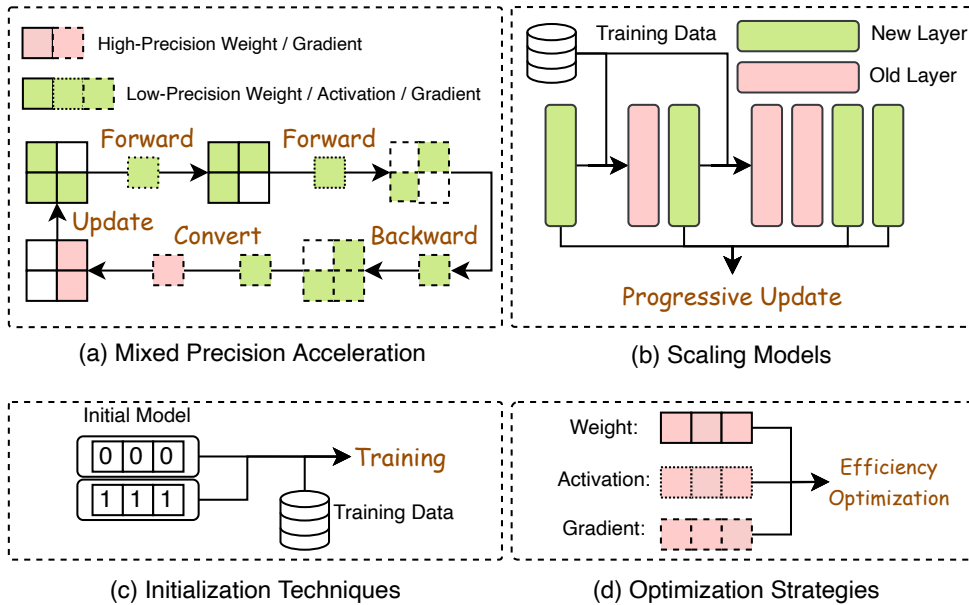 High-Precision Weight / Gradient
Low-Precision Weight / Activation / Gradient
Forward
Forward
Update
Convert
Backward
(a) Mixed Precision Acceleration
Training Data
New Layer
Old Layer
Progressive Update
(b) Scaling Models
Initial Model
0 0 0
1 1 1
Training
Training Data
(c) Initialization Techniques
Weight:
Activation:
Gradient:
Efficiency
Optimization
(d) Optimization Strategies